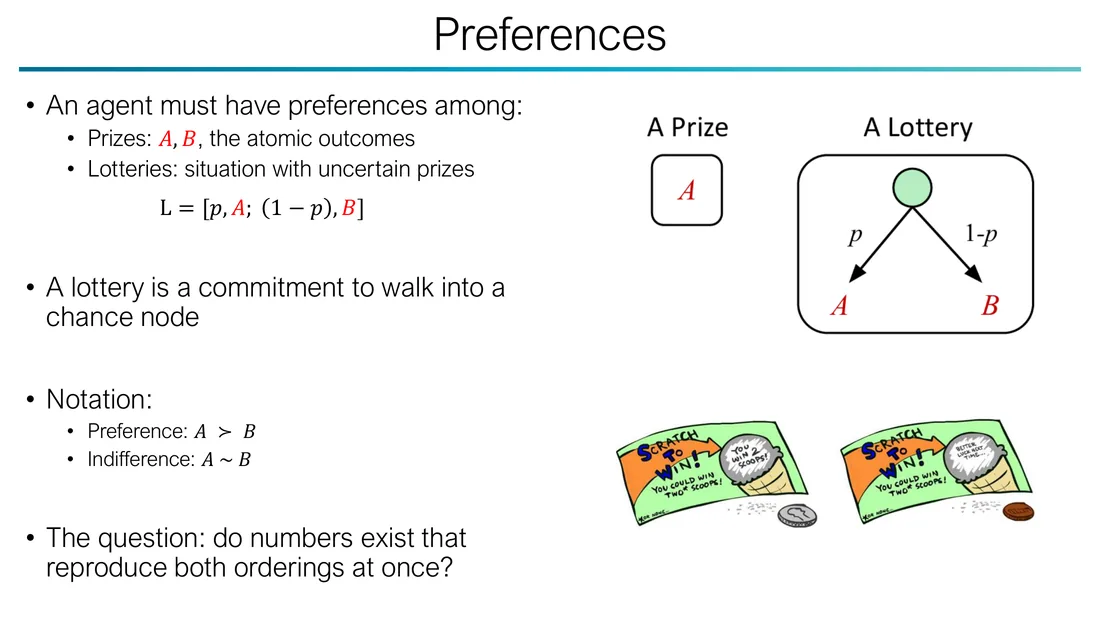 Preferences
• An agent must have preferences among:
• Prizes: A, B, the atomic outcomes
• Lotteries: situation with uncertain prizes
L = [p, A; (1 − p), B]
• A lottery is a commitment to walk into a
chance node
• Notation:
• Preference: A ≻ B
• Indifference: A ~ B
• The question: do numbers exist that
reproduce both orderings at once?
A Prize
A
A Lottery
p
1-p
A
B
SCRATCH
TO
WIN!
YOU COULD WIN
TWO* SCOOPS!
YOU
WIN 2
SCOOPS!
SCRATCH
TO
WIN!
YOU COULD WIN
TWO* SCOOPS!
BETTER
LUCK NEXT
TIME...